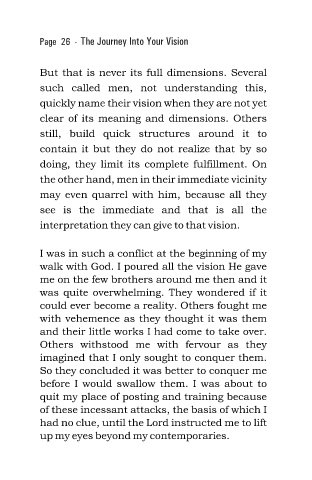 Page 26 - The Journey Into Your Vision
But that is never its full dimensions. Several
such called men, not understanding this,
quickly name their vision when they are not yet
clear of its meaning and dimensions. Others
still, build quick structures around it to
contain it but they do not realize that by so
doing, they limit its complete fulfillment. On
the other hand, men in their immediate vicinity
may even quarrel with him, because all they
see is the immediate and that is all the
interpretation they can give to that vision.
I was in such a conflict at the beginning of my
walk with God. I poured all the vision He gave
me on the few brothers around me then and it
was quite overwhelming. They wondered if it
could ever become a reality. Others fought me
with vehemence as they thought it was them
and their little works I had come to take over.
Others withstood me with fervour as they
imagined that I only sought to conquer them.
So they concluded it was better to conquer me
before I would swallow them. I was about to
quit my place of posting and training because
of these incessant attacks, the basis of which I
had no clue, until the Lord instructed me to lift
up my eyes beyond my contemporaries.